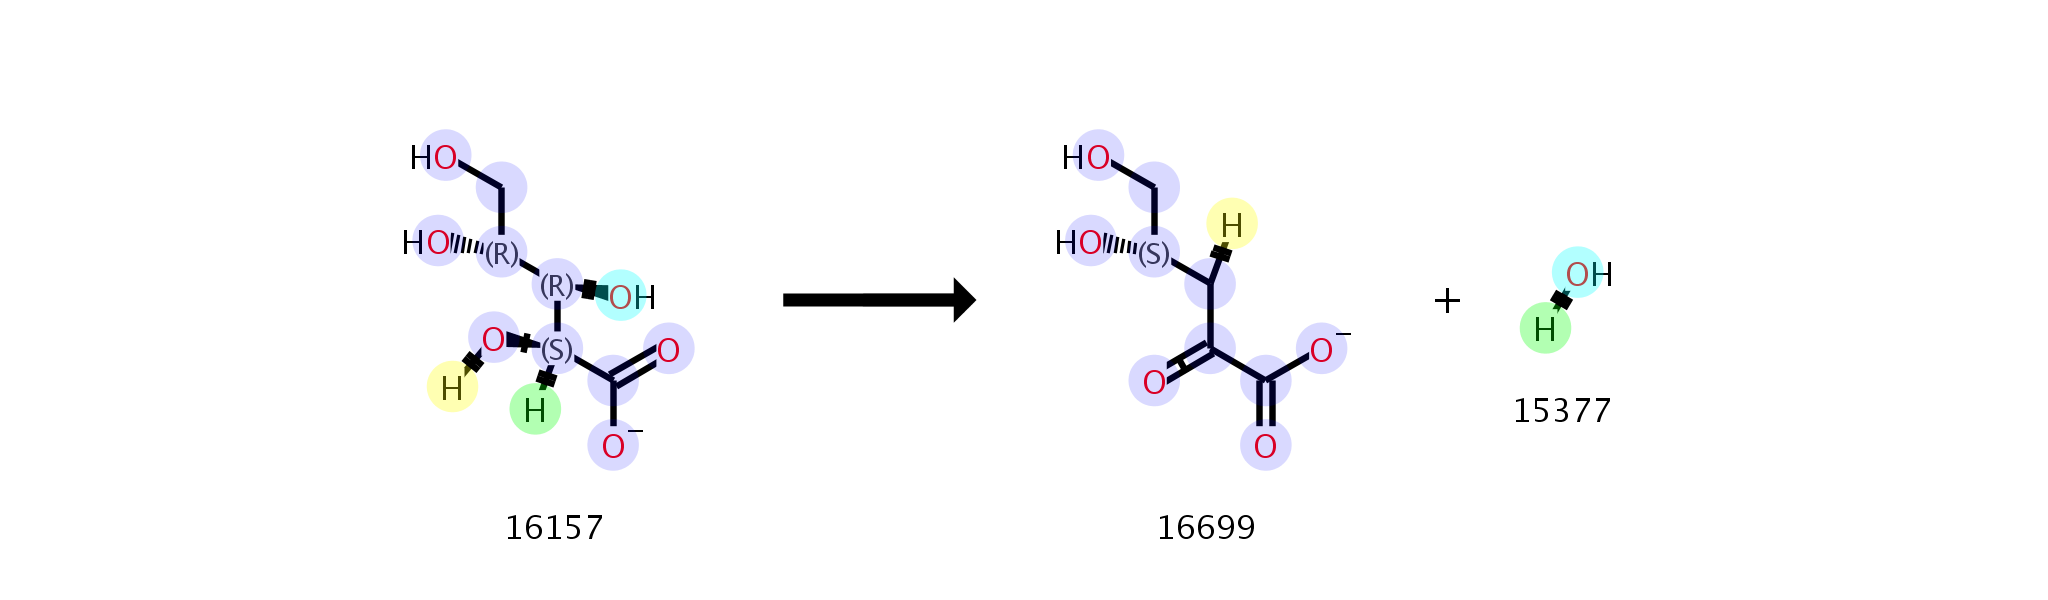 HO
HO
H
HO
(R)
(S)
HO
(R)
OH
OH
+
O
(S)
O
O
O⁻
H
H
O
H
O⁻
O
15377
16157
16699